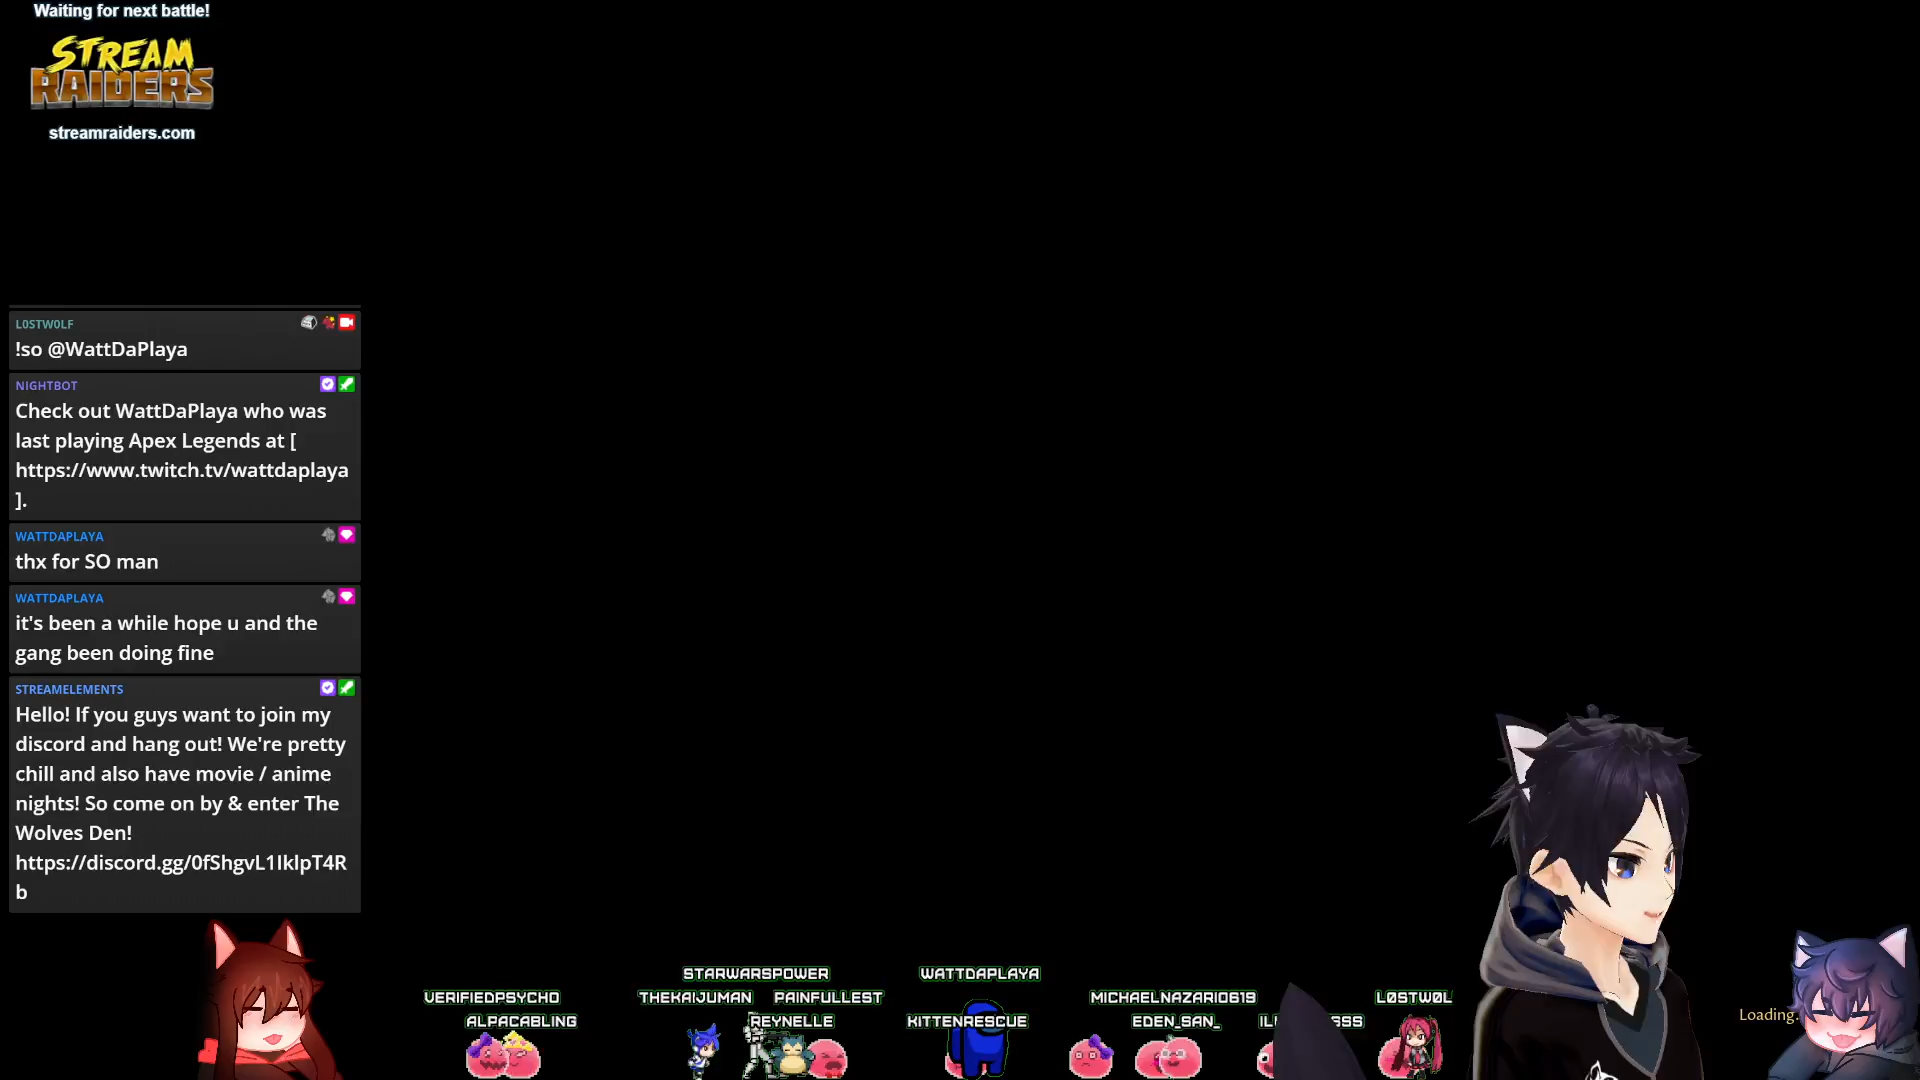 Waiting for next battle!
STREAM
RAIDERS
streamraiders.com
L0STW0LF
!so @WattDaPlaya
NIGHTBOT
Check out WattDaPlaya who was
last playing Apex Legends at [
https://www.twitch.tv/wattdaplaya
].
WATTDAPLAYA
thx for SO man
WATTDAPLAYA
it's been a while hope u and the
gang been doing fine
STREAMELEMENTS
Hello! If you guys want to join my
discord and hang out! We're pretty
chill and also have movie / anime
nights! So come on by & enter The
Wolves Den!
https://discord.gg/0fShgvL1IklpT4R
b
STARWARSPOWER
WATTDAPLAYA
VERIFIEDPSYCHO
THEKAIJUMAN
PAINFULLEST
MICHAELNAZARIO619
L0STW0L
ALPACABLING
REYNELLE
KITTENRESCUE
EDEN_SAN_
Loading.